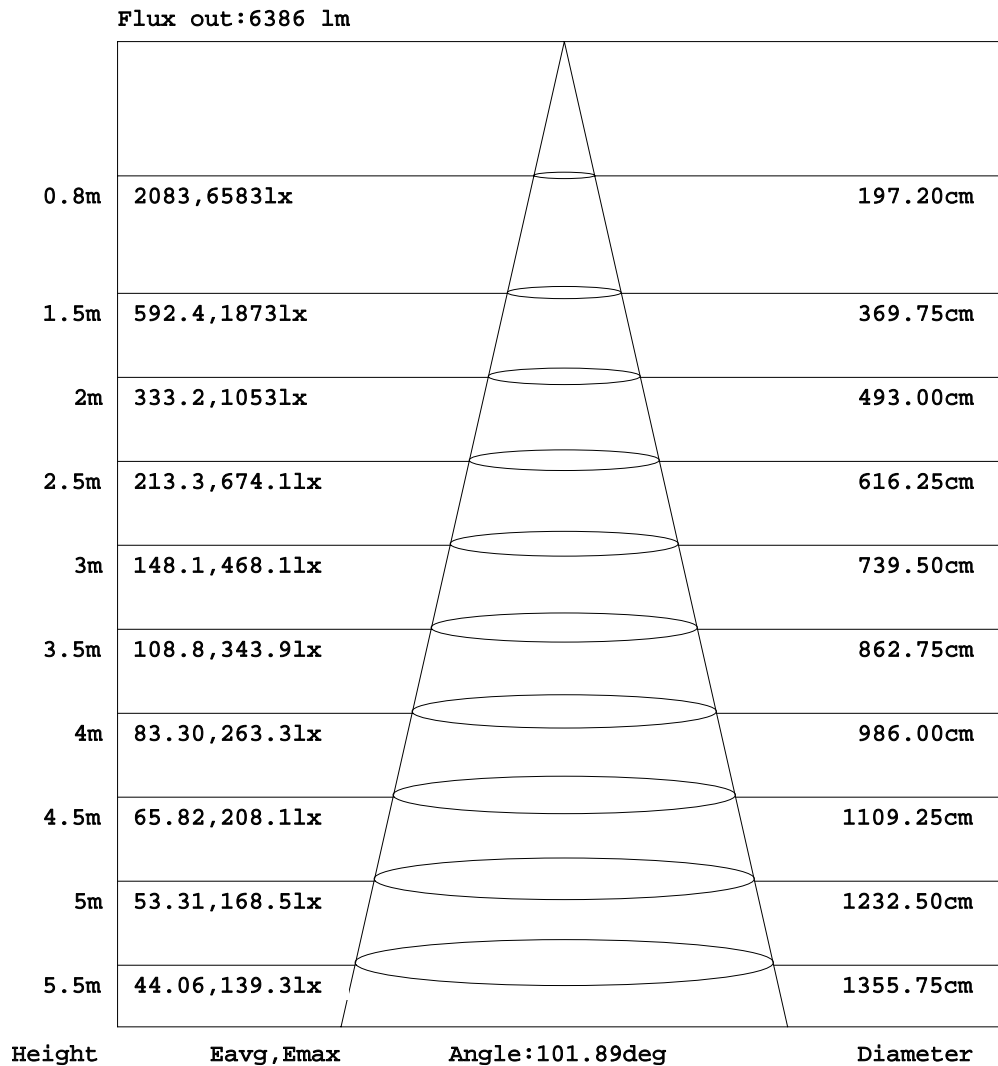 Flux out:6386 lm
0.8m 2083,6583lx 197.20cm
1.5m 592.4,1873lx 369.75cm
2m 333.2,1053lx 493.00cm
2.5m 213.3,674.1lx 616.25cm
3m 148.1,468.1lx 739.50cm
3.5m 108.8,343.9lx 862.75cm
4m 83.30,263.3lx 986.00cm
4.5m 65.82,208.1lx 1109.25cm
5m 53.31,168.5lx 1232.50cm
5.5m 44.06,139.3lx 1355.75cm
Height Eavg,Emax Angle:101.89deg Diameter